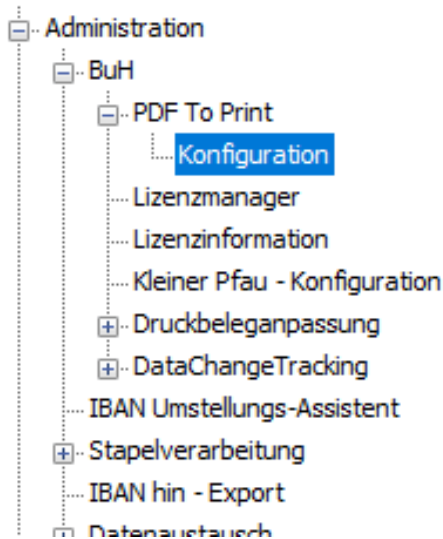 Administration
BuH
PDF To Print
Konfiguration
Lizenzmanager
Lizenzinformation
Kleiner Pfau - Konfiguration
Druckbeleganpassung
DataChangeTracking
IBAN Umstellungs-Assistent
Stapelverarbeitung
IBAN hin - Export
Datenaustausch